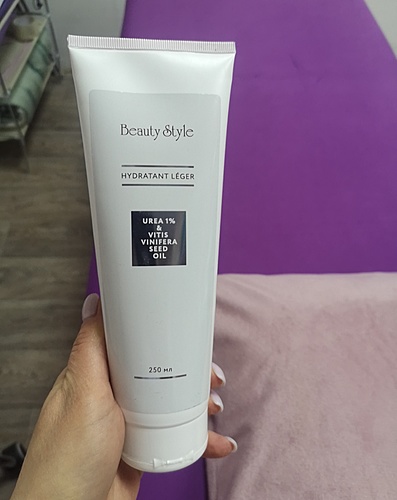 Beauty Style
HYDRATANT LÉGER
UREA 1%
&
VITIS
VINIFERA
SEED
OIL
250 мл